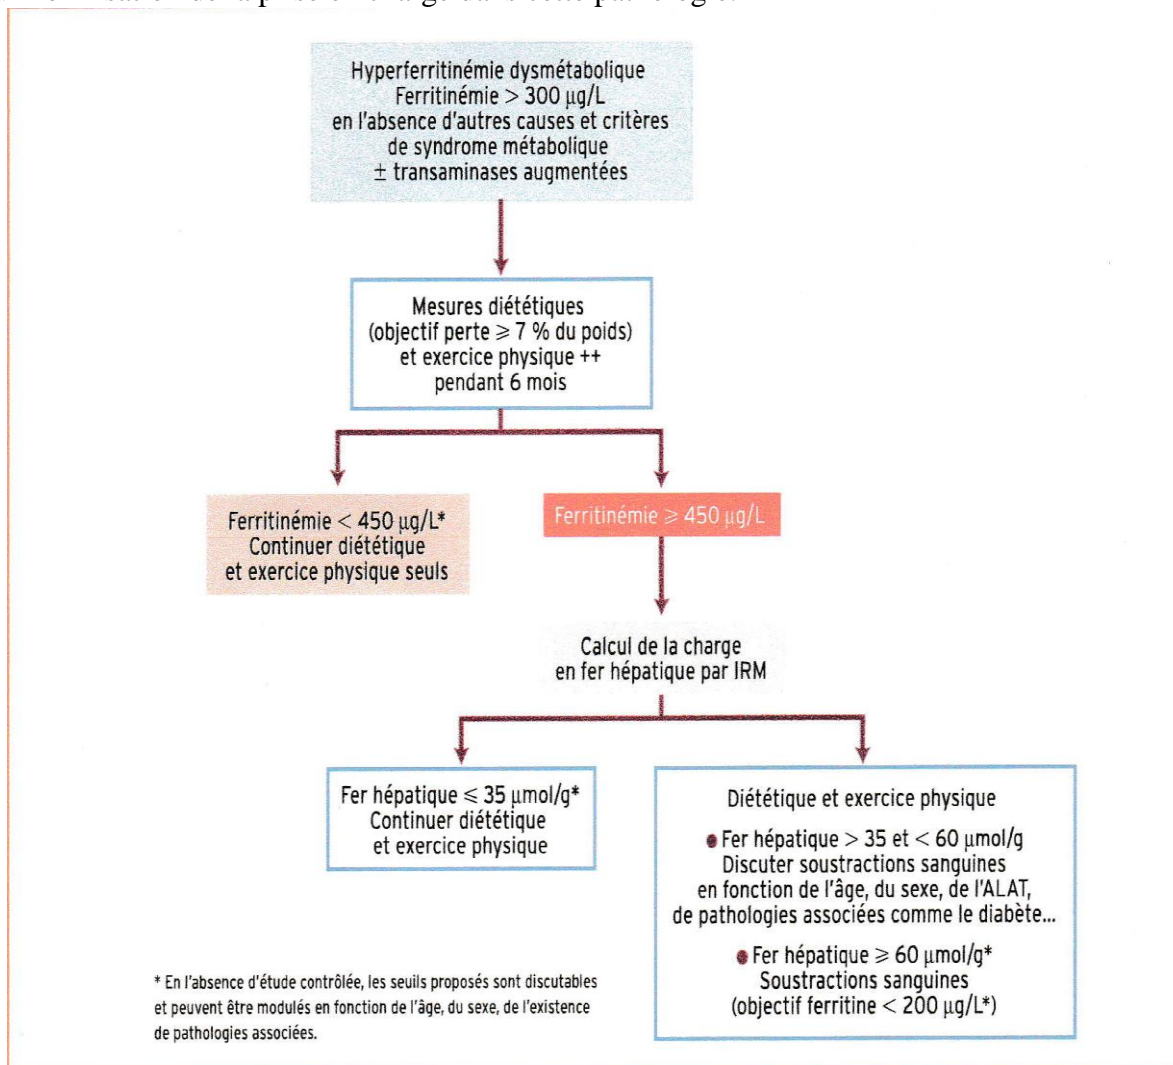 Hyperferritinémie dysmétabolique
Ferritinémie > 300 µg/L
en l'absence d'autres causes et critères
de syndrome métabolique
± transaminases augmentées
Mesures diététiques
(objectif perte ⩾ 7 % du poids)
et exercice physique ++
pendant 6 mois
Ferritinémie < 450 µg/L*
Continuer diététique
et exercice physique seuls
Ferritinémie ⩾ 450 µg/L
Calcul de la charge
en fer hépatique par IRM
Fer hépatique ⩽ 35 µmol/g*
Continuer diététique
et exercice physique
Diététique et exercice physique
● Fer hépatique > 35 et < 60 µmol/g
Discuter soustractions sanguines
en fonction de l'âge, du sexe, de l'ALAT,
de pathologies associées comme le diabète...
● Fer hépatique ⩾ 60 µmol/g*
Soustractions sanguines
(objectif ferritine < 200 µg/L*)
* En l'absence d'étude contrôlée, les seuils proposés sont discutables
et peuvent être modulés en fonction de l'âge, du sexe, de l'existence
de pathologies associées.